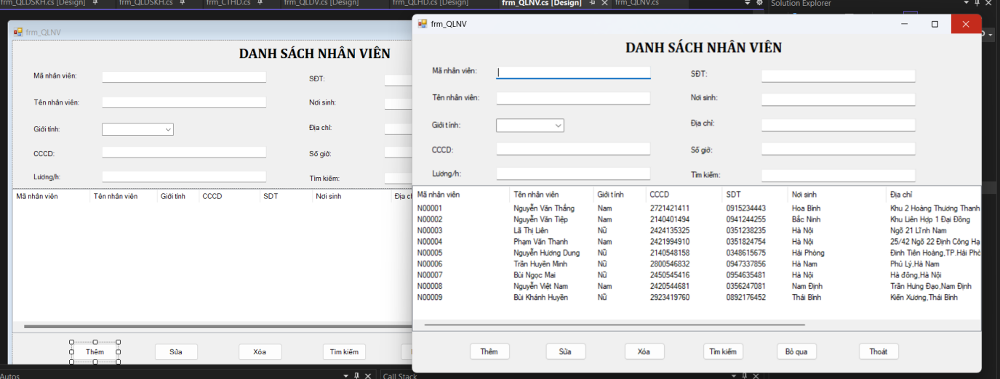 frm_QLDSKH.cs [Design]
frm_CTHD.cs
frm_QLDV.cs [Design]
frm_QLHD.cs [Design]
frm_QLNV.cs [Design]
frm_QLNV.cs
Solution Explorer
frm_QLNV
DANH SÁCH NHÂN VIÊN
Mã nhân viên:
SĐT:
Tên nhân viên:
Nơi sinh:
Giới tính:
Địa chỉ:
CCCD:
Số giờ:
Lương/h:
Tìm kiếm:
Mã nhân viên Tên nhân viên Giới tính CCCD SDT Nơi sinh
Thêm Sửa Xóa Tìm kiếm
frm_QLNV
DANH SÁCH NHÂN VIÊN
Mã nhân viên:
SĐT:
Tên nhân viên:
Nơi sinh:
Giới tính:
Địa chỉ:
CCCD:
Số giờ:
Lương/h:
Tìm kiếm:
Mã nhân viên Tên nhân viên Giới tính CCCD SDT Nơi sinh Địa chỉ
N00001 Nguyễn Văn Thắng Nam 2721421411 0915234443 Hoa Bình Khu 2 Hoàng Thương Thanh
N00002 Nguyễn Văn Tiệp Nam 2140401494 0941244255 Bắc Ninh Khu Liên Hợp 1 Đại Đồng
N00003 Lã Thị Liên Nữ 2424135325 0351238235 Hà Nội Ngõ 21 Lĩnh Nam
N00004 Phạm Văn Thanh Nam 2421994910 0351824754 Hà Nội 25/42 Ngõ 22 Định Công Hạ
N00005 Nguyễn Hương Dung Nữ 2140548158 0348615675 Hải Phòng Đinh Tiên Hoàng,TP.Hải
N00006 Trần Huyền Minh Nữ 2800546832 0947337856 Hà Nam Phủ Lý,Hà Nam
N00007 Bùi Ngọc Mai Nữ 2450545416 0954635481 Hà Nội Hà đông,Hà Nội
N00008 Nguyễn Việt Nam Nam 2420544681 0356247081 Nam Định Trần Hưng Đạo,Nam Định
N00009 Bùi Khánh Huyền Nữ 2923419760 0892176452 Thái Bình Kiến Xương,Thái Bình
Thêm Sửa Xóa Tìm kiếm Bỏ qua Thoát
Autos
Call Stack